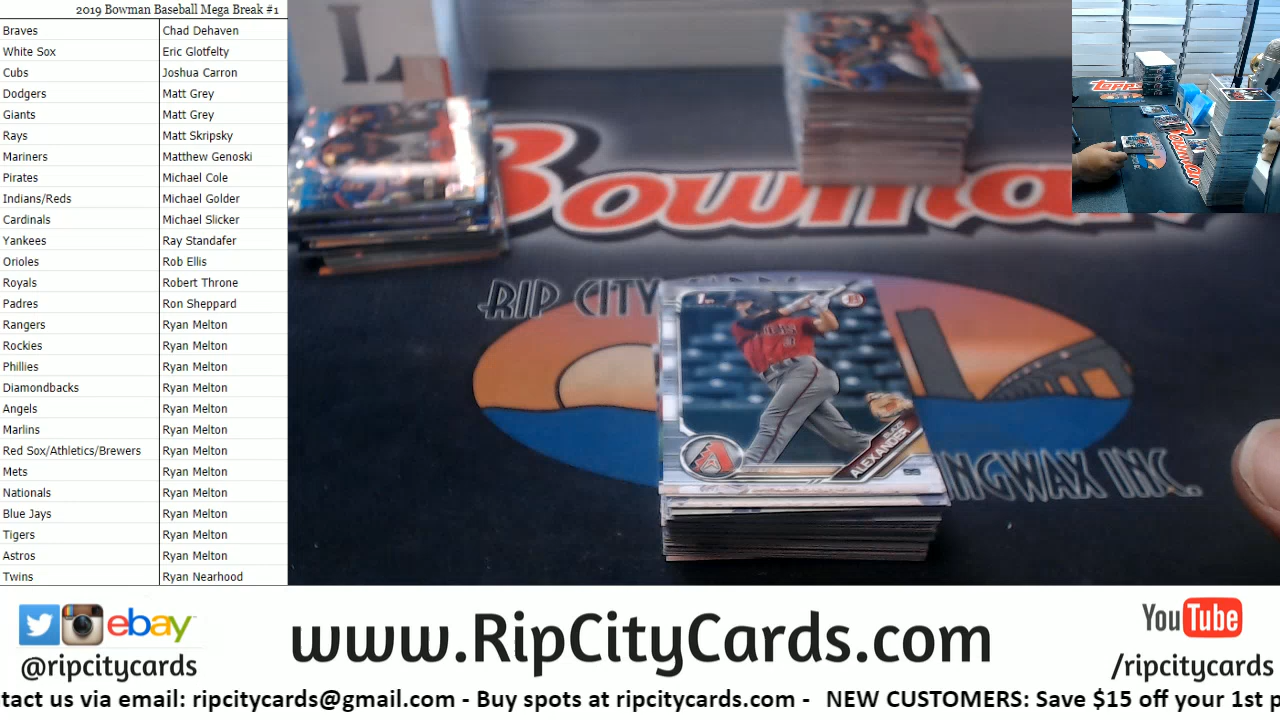 2019 Bowman Baseball Mega Break #1
Braves Chad Dehaven
White Sox Eric Glotfelty
Cubs Joshua Carron
Dodgers Matt Grey
Giants Matt Grey
Rays Matt Skripsky
Mariners Matthew Genoski
Pirates Michael Cole
Indians/Reds Michael Golder
Cardinals Michael Slicker
Yankees Ray Standafer
Orioles Rob Ellis
Royals Robert Throne
Padres Ron Sheppard
Rangers Ryan Melton
Rockies Ryan Melton
Phillies Ryan Melton
Diamondbacks Ryan Melton
Angels Ryan Melton
Marlins Ryan Melton
Red Sox/Athletics/Brewers Ryan Melton
Mets Ryan Melton
Nationals Ryan Melton
Blue Jays Ryan Melton
Tigers Ryan Melton
Astros Ryan Melton
Twins Ryan Nearhood
Bowma
RIP CITY
ALEXANDER
INGWAX INC.
topps
Bowman
ebay
@ripcitycards
www.RipCityCards.com
YouTube
/ripcitycards
tact us via email: ripcitycards@gmail.com - Buy spots at ripcitycards.com - NEW CUSTOMERS: Save $15 off your 1st p